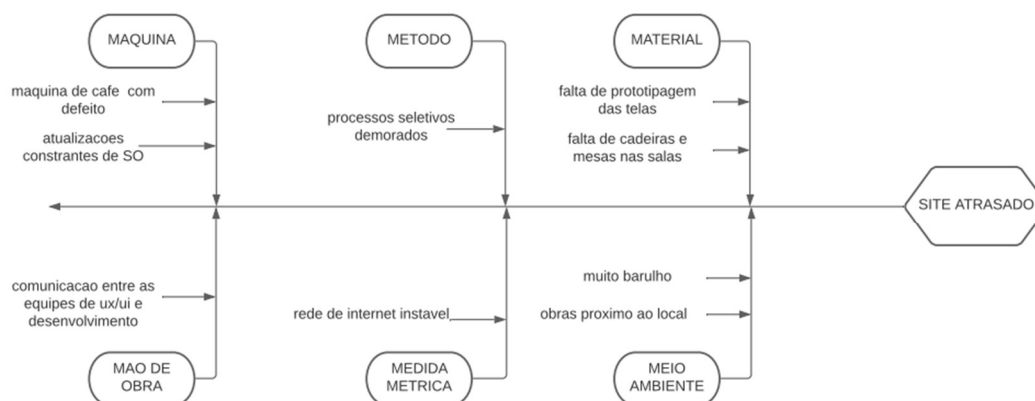 MAQUINA
METODO
MATERIAL
maquina de cafe com
defeito
atualizacoes
constrantes de SO
processos seletivos
demorados
falta de prototipagem
das telas
falta de cadeiras e
mesas nas salas
SITE ATRASADO
comunicacao entre as
equipes de ux/ui e
desenvolvimento
rede de internet instavel
muito barulho
obras proximo ao local
MAO DE
OBRA
MEDIDA
METRICA
MEIO
AMBIENTE